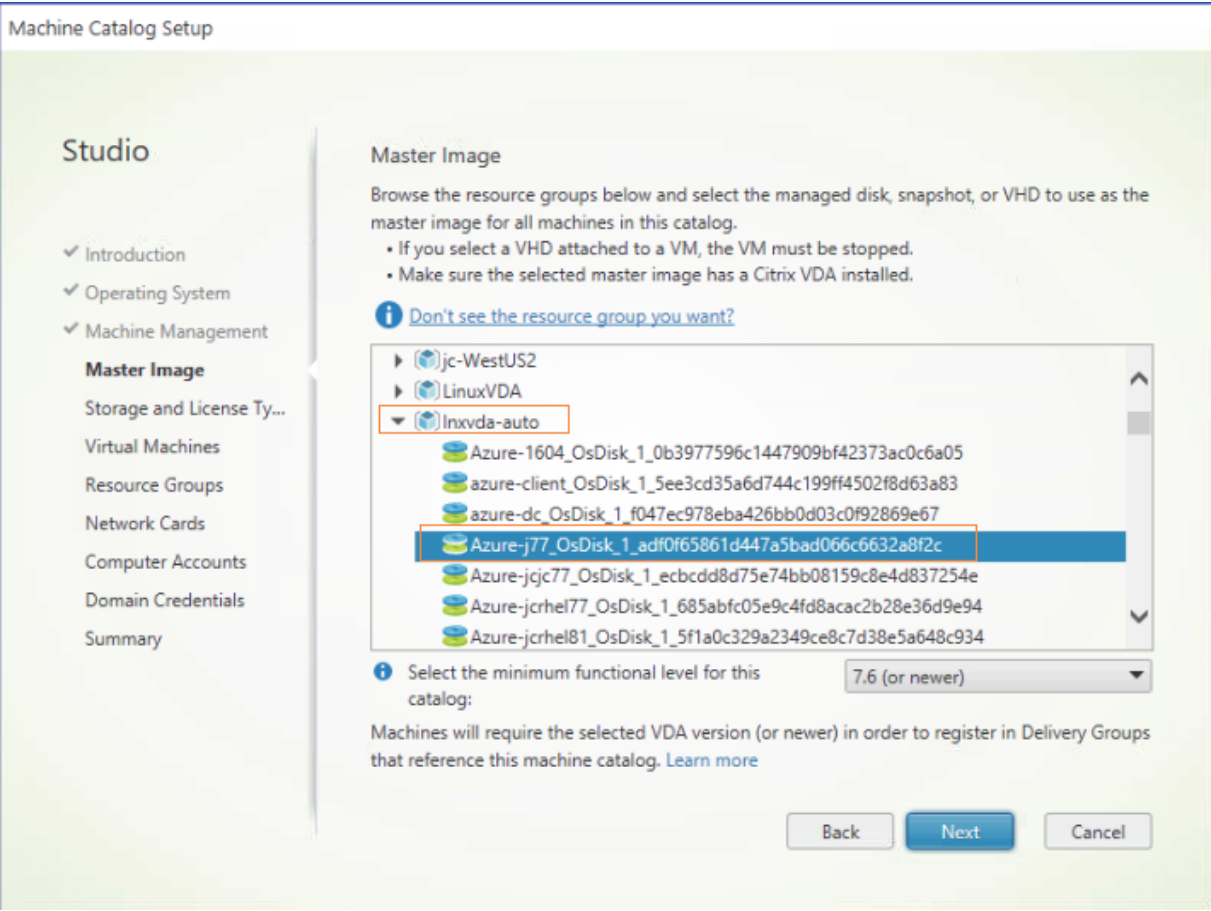 Machine Catalog Setup
Studio
✔ Introduction
✔ Operating System
✔ Machine Management
Master Image
Storage and License Ty...
Virtual Machines
Resource Groups
Network Cards
Computer Accounts
Domain Credentials
Summary
Master Image
Browse the resource groups below and select the managed disk, snapshot, or VHD to use as the
master image for all machines in this catalog.
• If you select a VHD attached to a VM, the VM must be stopped.
• Make sure the selected master image has a Citrix VDA installed.
Don't see the resource group you want?
jc-WestUS2
LinuxVDA
lnxvda-auto
Azure-1604_OsDisk_1_0b3977596c1447909bf42373ac0c6a05
azure-client_OsDisk_1_5ee3cd35a6d744c199ff4502f8d63a83
azure-dc_OsDisk_1_f047ec978eba426bb0d03c0f92869e67
Azure-j77_OsDisk_1_adf0f65861d447a5bad066c6632a8f2c
Azure-jcjc77_OsDisk_1_ecbcdd8d75e74bb08159c8e4d837254e
Azure-jcrhel77_OsDisk_1_685abfc05e9c4fd8acac2b28e36d9e94
Azure-jcrhel81_OsDisk_1_5f1a0c329a2349ce8c7d38e5a648c934
Select the minimum functional level for this
catalog:
7.6 (or newer)
Machines will require the selected VDA version (or newer) in order to register in Delivery Groups
that reference this machine catalog. Learn more
Back
Next
Cancel